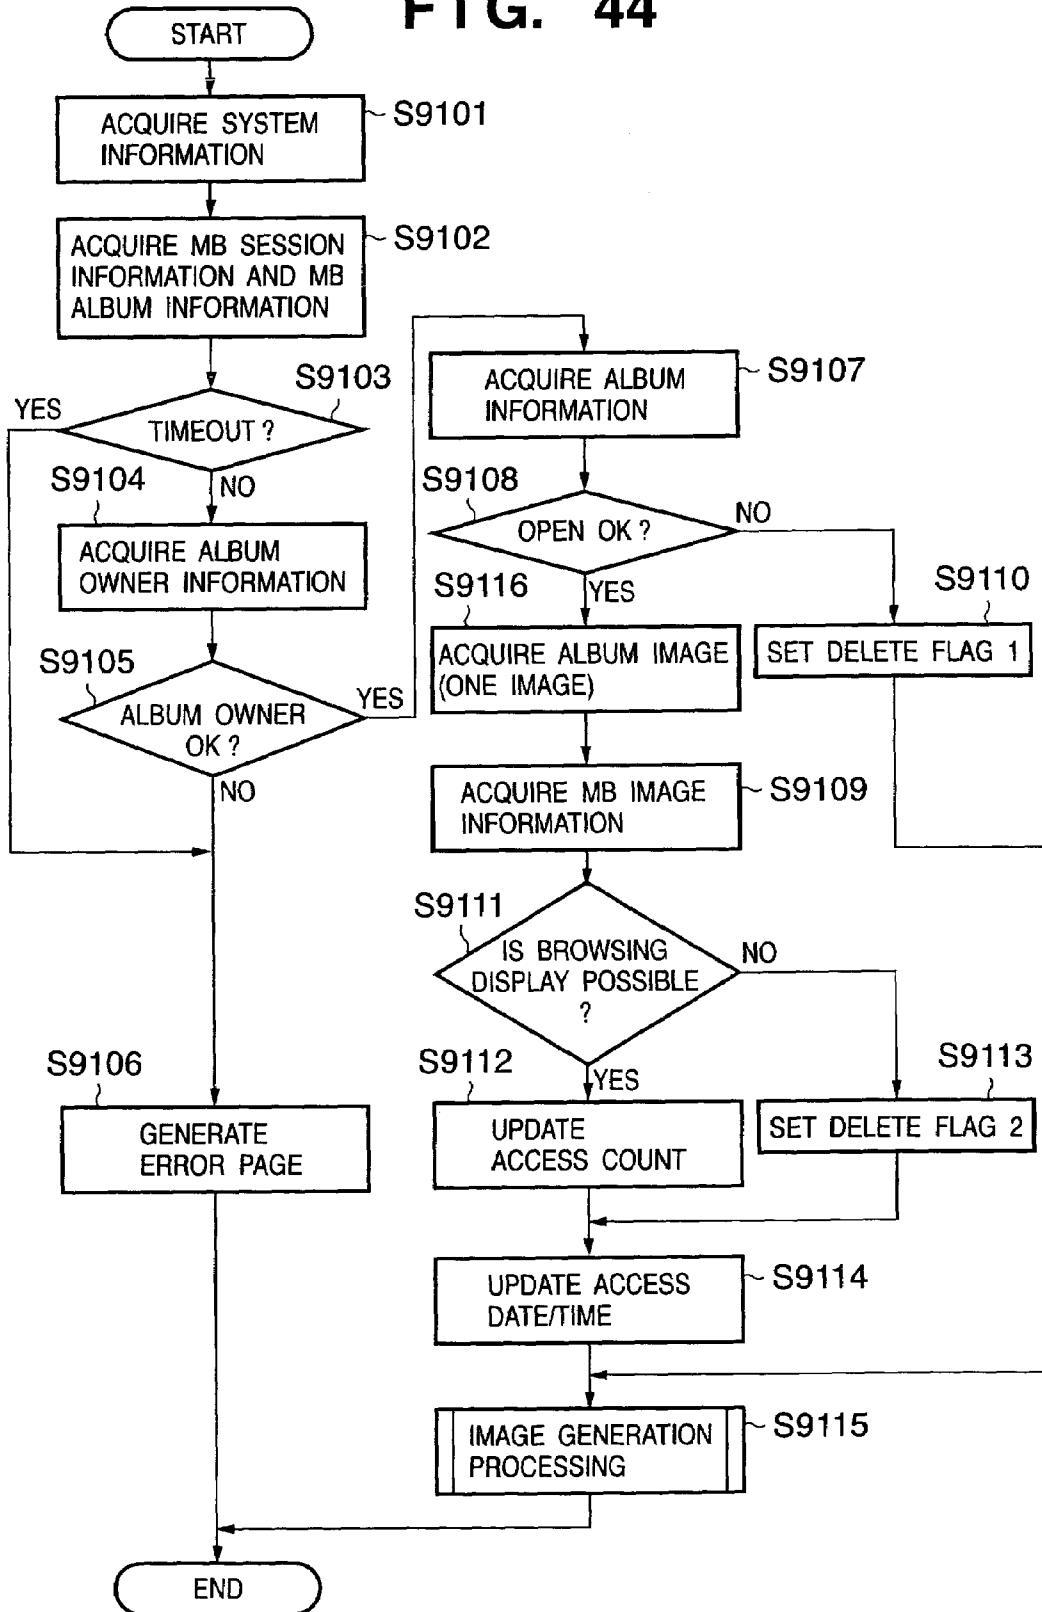 FIG. 44
START
ACQUIRE SYSTEM
INFORMATION
S9101
ACQUIRE MB SESSION
INFORMATION AND MB
ALBUM INFORMATION
S9102
S9103
TIMEOUT ?
YES
NO
S9104
ACQUIRE ALBUM
OWNER INFORMATION
S9105
ALBUM OWNER
OK ?
YES
NO
S9106
GENERATE
ERROR PAGE
ACQUIRE ALBUM
INFORMATION
S9107
S9108
OPEN OK ?
NO
YES
S9110
SET DELETE FLAG 1
S9116
ACQUIRE ALBUM IMAGE
(ONE IMAGE)
ACQUIRE MB IMAGE
INFORMATION
S9109
S9111
IS BROWSING
DISPLAY POSSIBLE
?
NO
YES
S9112
UPDATE
ACCESS COUNT
S9113
SET DELETE FLAG 2
UPDATE ACCESS
DATE/TIME
S9114
IMAGE GENERATION
PROCESSING
S9115
END